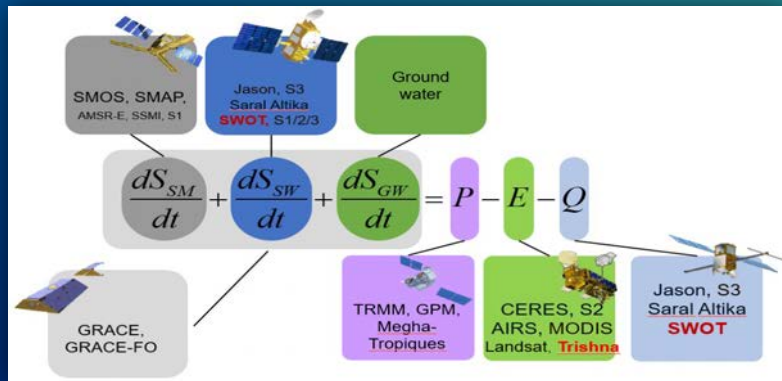 SMOS, SMAP,
AMSR-E, SSMI, S1
Jason, S3
Saral Altika
SWOT, S1/2/3
Ground
water
dS_SM/dt + dS_SW/dt + dS_GW/dt = P − E − Q
GRACE,
GRACE-FO
TRMM, GPM,
Megha-
Tropiques
CERES, S2
AIRS, MODIS
Landsat, Trishna
Jason, S3
Saral Altika
SWOT